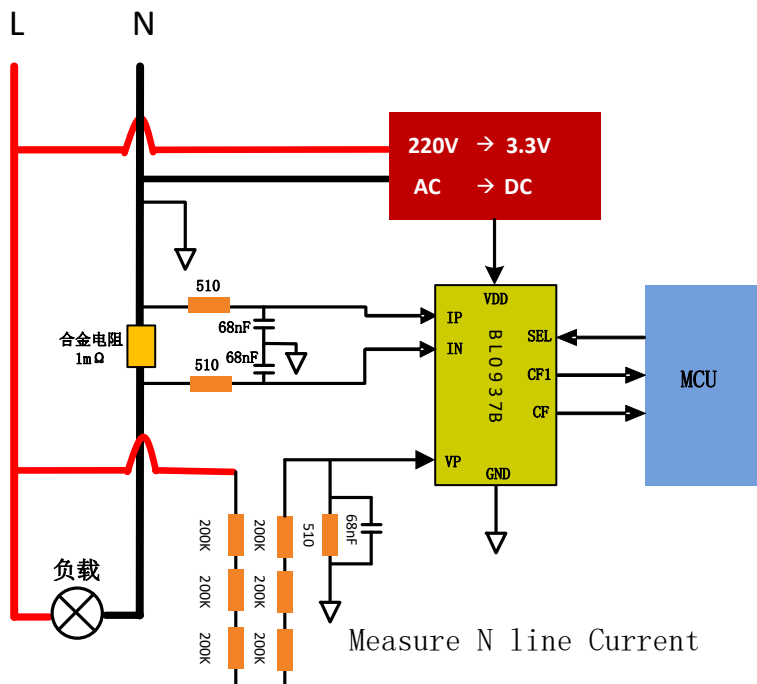 L N
220V → 3.3V
AC → DC
510
68nF
合金电阻
1mΩ
68nF
510
VDD
IP
IN
BL0937B
SEL
CF1
CF
VP
GND
MCU
200K
200K
510
68nF
200K
200K
200K
200K
负载
Measure N line Current